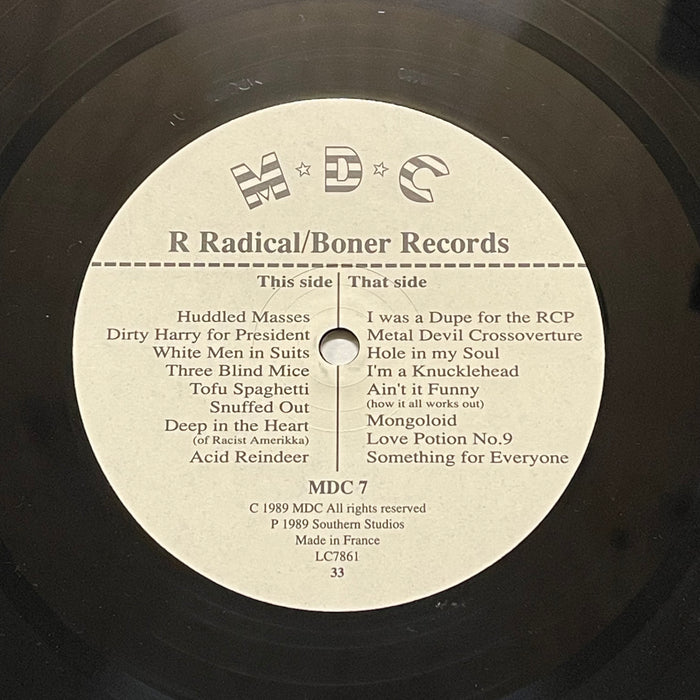 M ☆ D ☆ C
R Radical/Boner Records
This side
Huddled Masses
Dirty Harry for President
White Men in Suits
Three Blind Mice
Tofu Spaghetti
Snuffed Out
Deep in the Heart
(of Racist Amerikka)
Acid Reindeer
That side
I was a Dupe for the RCP
Metal Devil Crossoverture
Hole in my Soul
I'm a Knucklehead
Ain't it Funny
(how it all works out)
Mongoloid
Love Potion No.9
Something for Everyone
MDC 7
C 1989 MDC All rights reserved
P 1989 Southern Studios
Made in France
LC7861
33